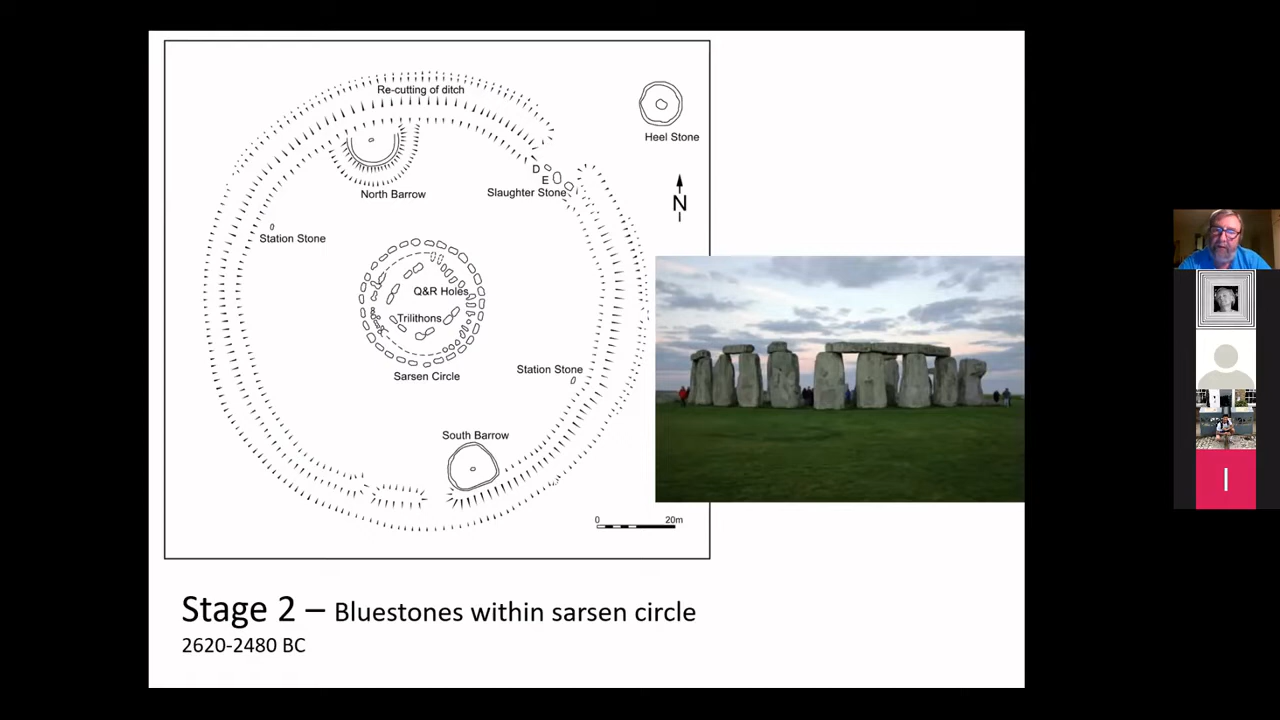 Re-cutting of ditch
Heel Stone
D
E
Slaughter Stone
North Barrow
N
Station Stone
Q&R Holes
Trilithons
Sarsen Circle
Station Stone
South Barrow
0 20m
Stage 2 – Bluestones within sarsen circle
2620-2480 BC
I